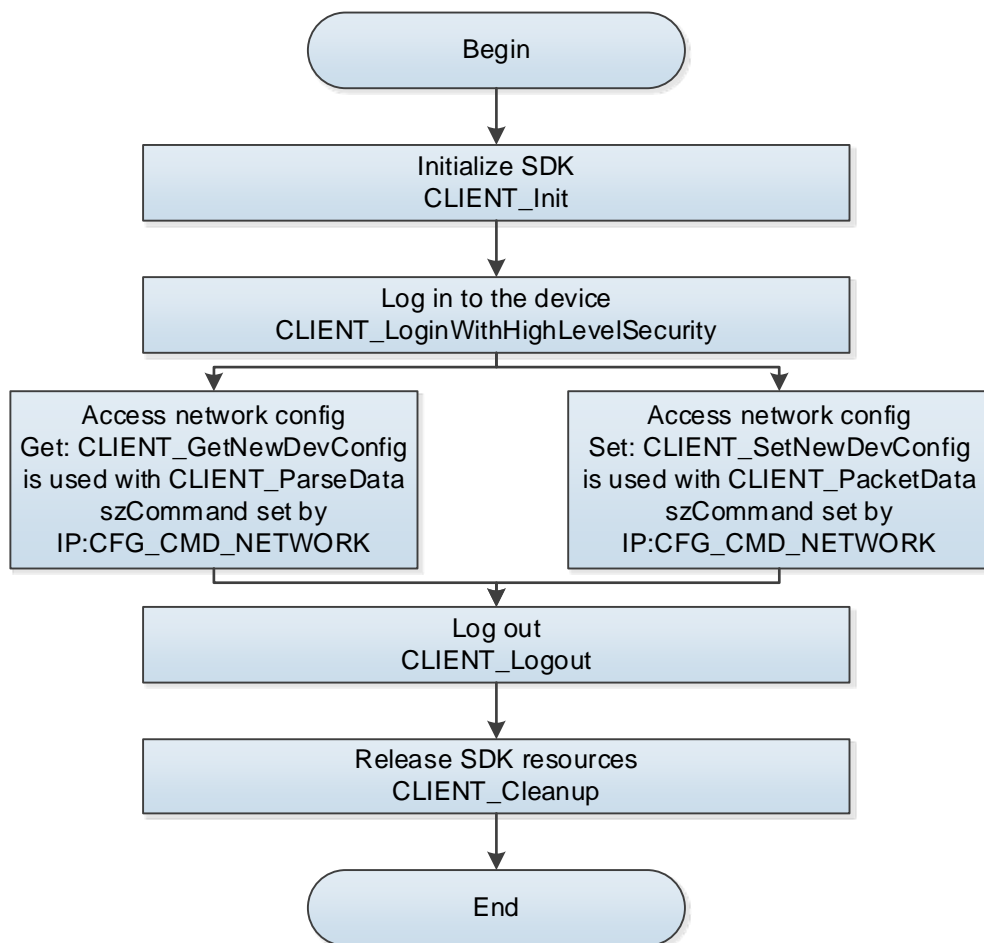 Begin
Initialize SDK
CLIENT_Init
Log in to the device
CLIENT_LoginWithHighLevelSecurity
Access network config
Get: CLIENT_GetNewDevConfig
is used with CLIENT_ParseData
szCommand set by
IP:CFG_CMD_NETWORK
Access network config
Set: CLIENT_SetNewDevConfig
is used with CLIENT_PacketData
szCommand set by
IP:CFG_CMD_NETWORK
Log out
CLIENT_Logout
Release SDK resources
CLIENT_Cleanup
End